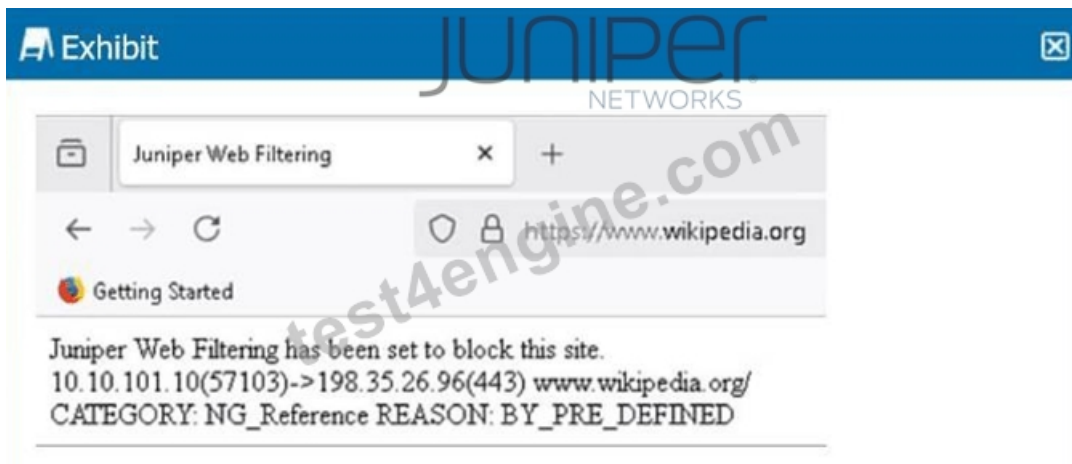 Exhibit
JUNIPEr
NETWORKS
Juniper Web Filtering
https://www.wikipedia.org
Getting Started
test4engine.com
Juniper Web Filtering has been set to block this site.
10.10.101.10(57103)->198.35.26.96(443) www.wikipedia.org/
CATEGORY: NG_Reference REASON: BY_PRE_DEFINED